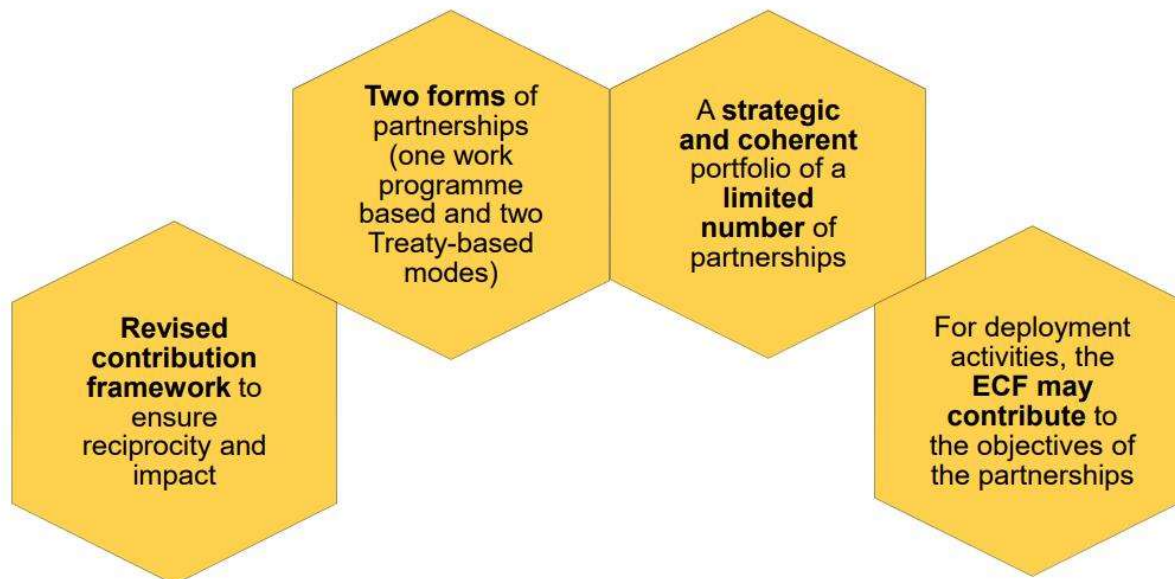 Revised
contribution
framework to
ensure
reciprocity and
impact
Two forms of
partnerships
(one work
programme
based and two
Treaty-based
modes)
A strategic
and coherent
portfolio of a
limited
number of
partnerships
For deployment
activities, the
ECF may
contribute to
the objectives of
the partnerships